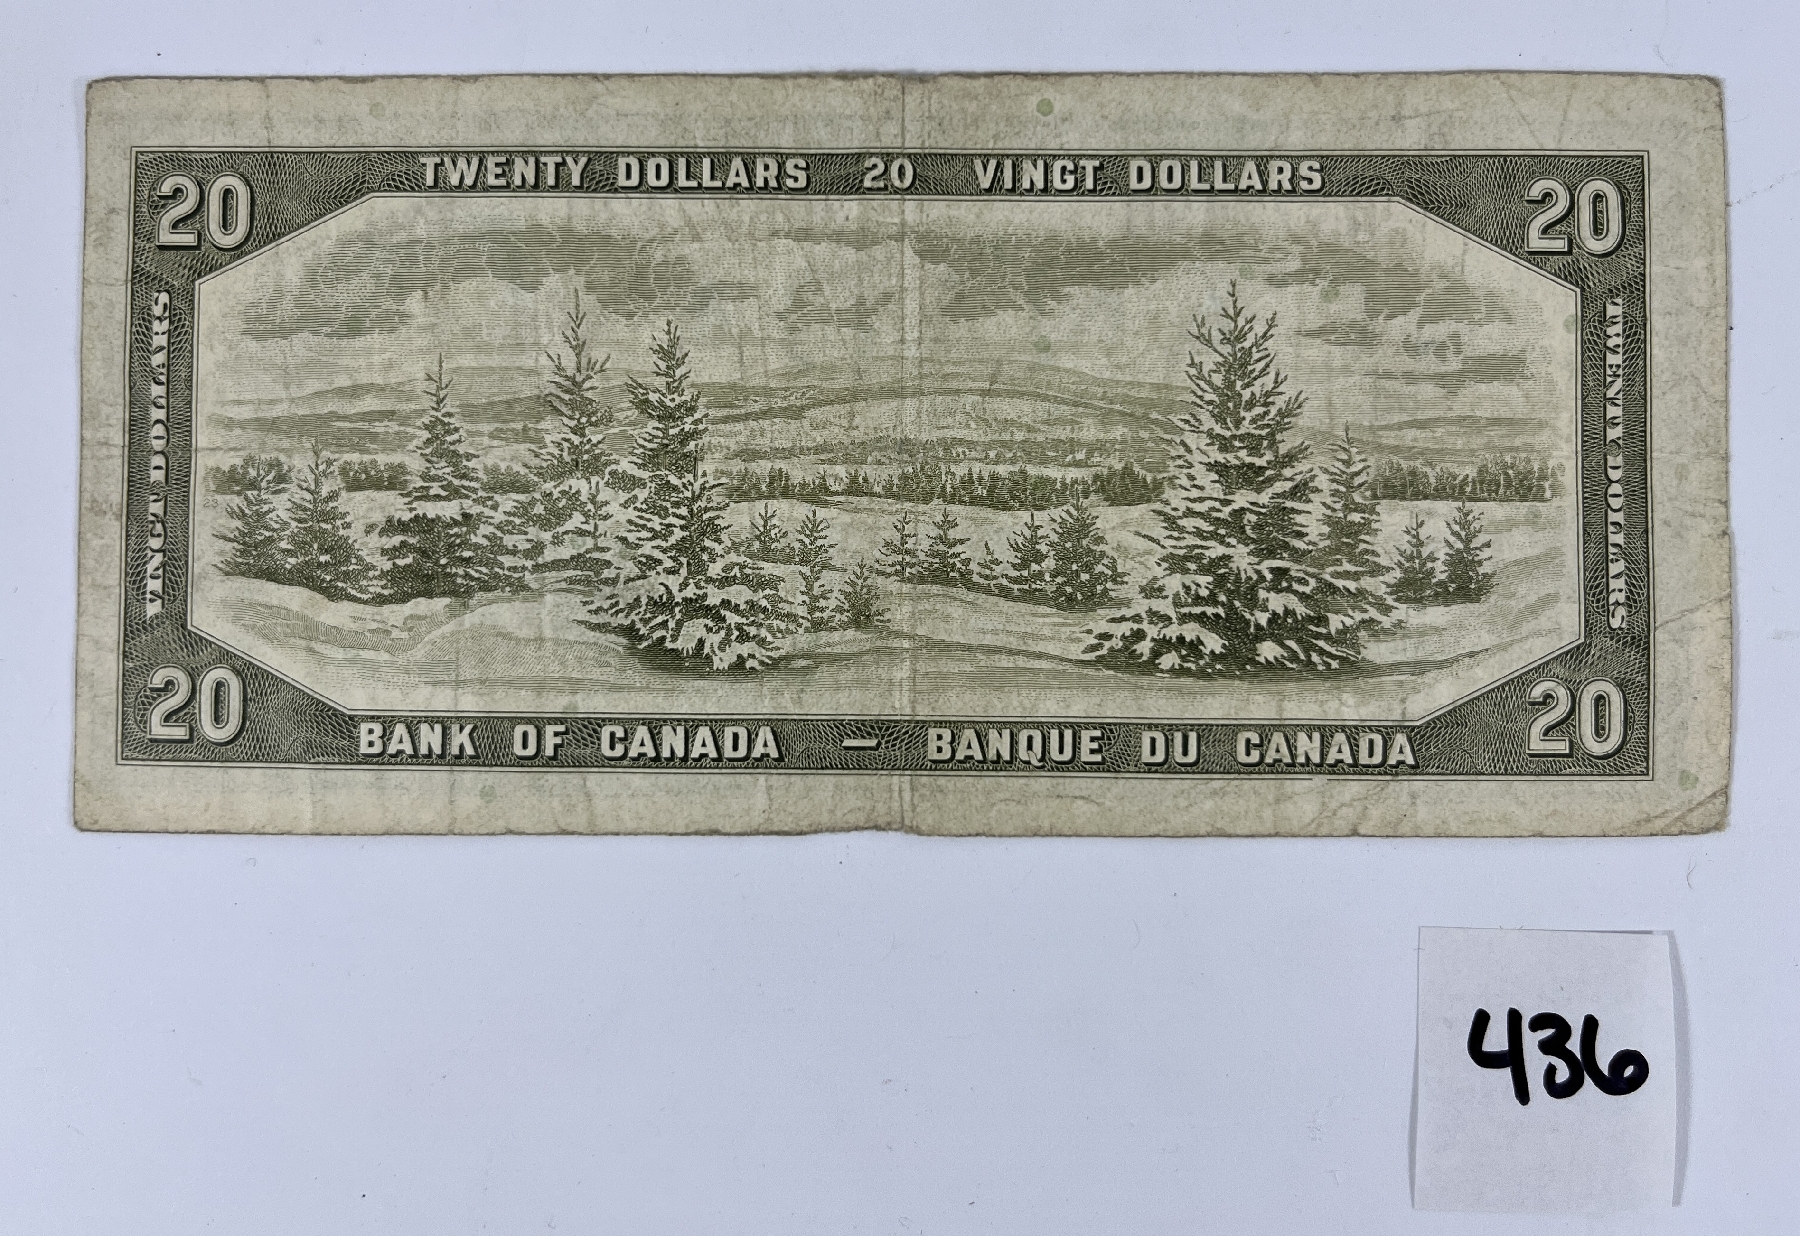 TWENTY DOLLARS 20 VINGT DOLLARS
20
20
VINGT DOLLARS
TWENTY DOLLARS
20
20
BANK OF CANADA — BANQUE DU CANADA
436